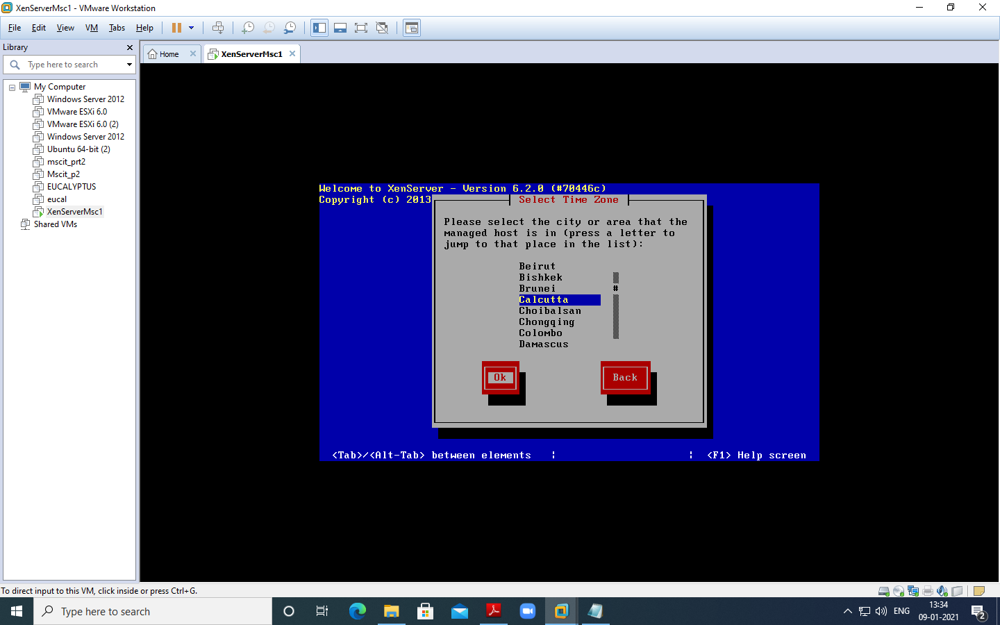 XenServerMsc1 - VMware Workstation
File Edit View VM Tabs Help
Library
Type here to search
My Computer
Windows Server 2012
VMware ESXi 6.0
VMware ESXi 6.0 (2)
Windows Server 2012
Ubuntu 64-bit (2)
mscit_prt2
Mscit_p2
EUCALYPTUS
eucal
XenServerMsc1
Shared VMs
Home
XenServerMsc1
Welcome to XenServer - Version 6.2.0 (#70446c)
Copyright (c) 2013
Select Time Zone
Please select the city or area that the
managed host is in (press a letter to
jump to that place in the list):
Beirut
Bishkek
Brunei #
Calcutta
Choibalsan
Chongqing
Colombo
Damascus
Ok Back
<Tab>/<Alt-Tab> between elements ¦ ¦ <F1> Help screen
To direct input to this VM, click inside or press Ctrl+G.
Type here to search
ENG
13:34
09-01-2021
2